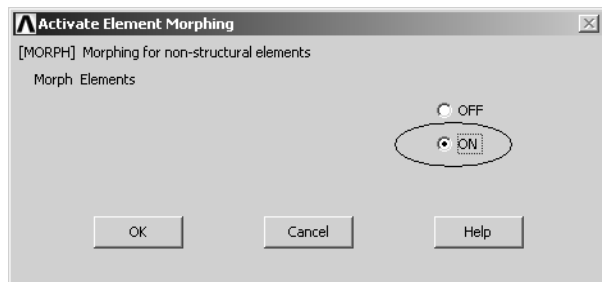 Activate Element Morphing
[MORPH] Morphing for non-structural elements
Morph Elements
OFF
ON
OK Cancel Help